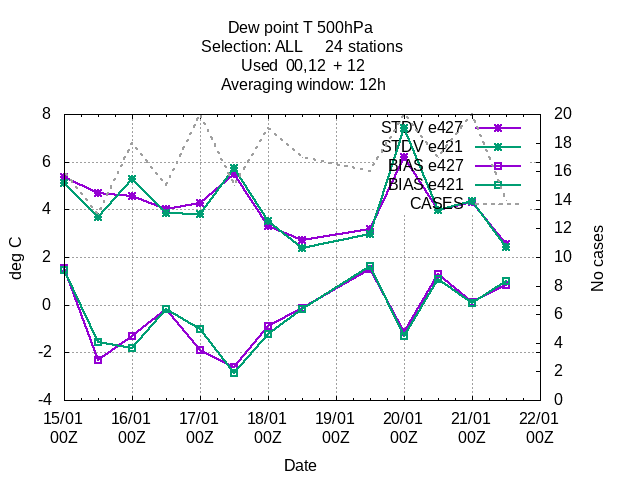 Dew point T 500hPa
Selection: ALL 24 stations
Used 00,12 + 12
Averaging window: 12h
STDV e427
STDV e421
BIAS e427
BIAS e421
CASES
deg C
8
6
4
2
0
-2
-4
No cases
20
18
16
14
12
10
8
6
4
2
0
15/01 16/01 17/01 18/01 19/01 20/01 21/01 22/01
00Z 00Z 00Z 00Z 00Z 00Z 00Z 00Z
Date